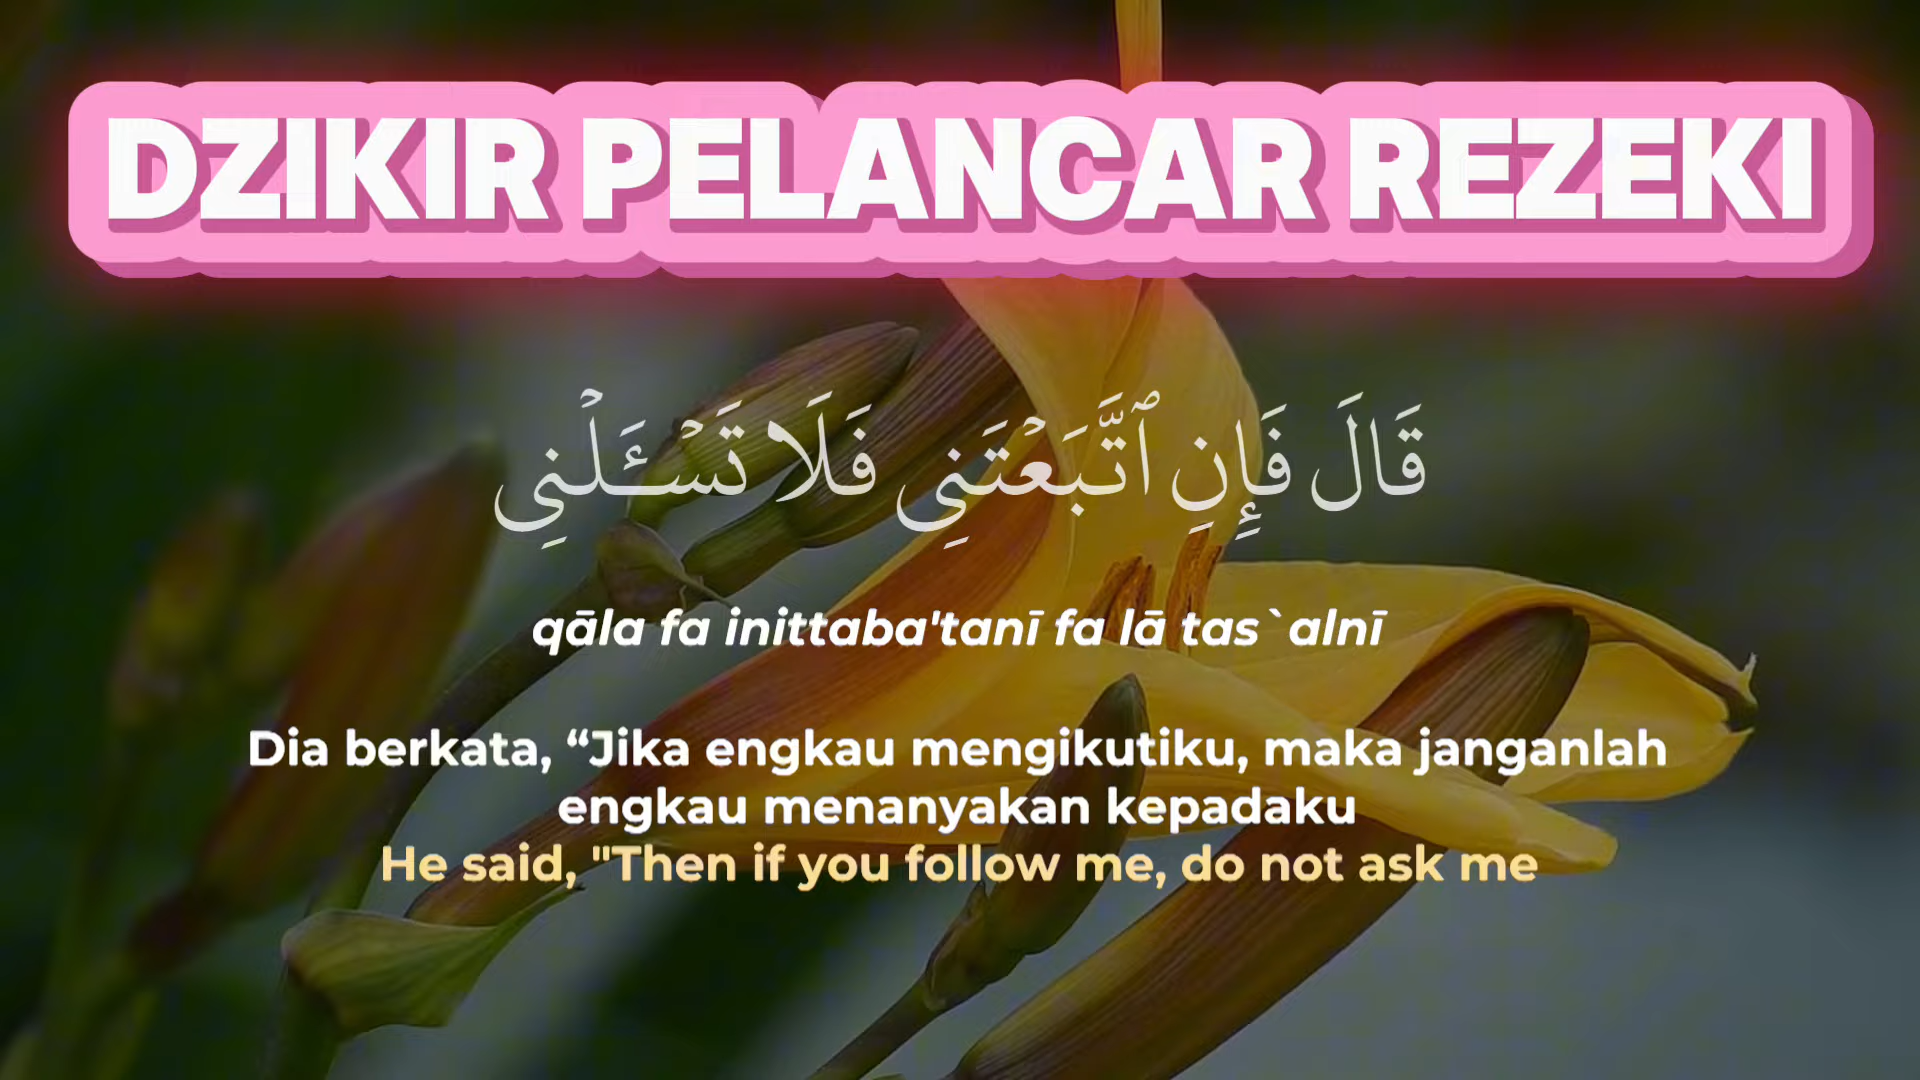 DZIKIR PELANCAR REZEKI
قَالَ فَإِنِ ٱتَّبَعْتَنِى فَلَا تَسْـَٔلْنِى
qāla fa inittaba'tanī fa lā tas`alnī
Dia berkata, “Jika engkau mengikutiku, maka janganlah
engkau menanyakan kepadaku
He said, "Then if you follow me, do not ask me